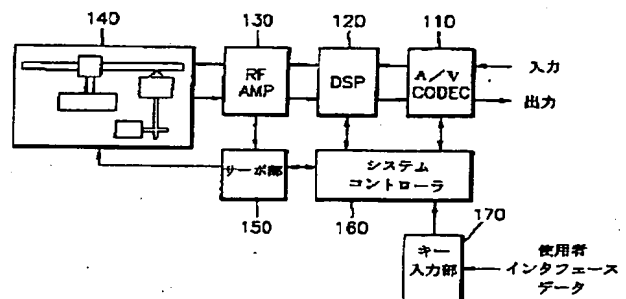 140
130
120
110
RF
AMP
DSP
A/V
CODEC
入力
出力
サーボ部
システム
コントローラ
150
160
170
キー
入力部
使用者
インタフェース
データ